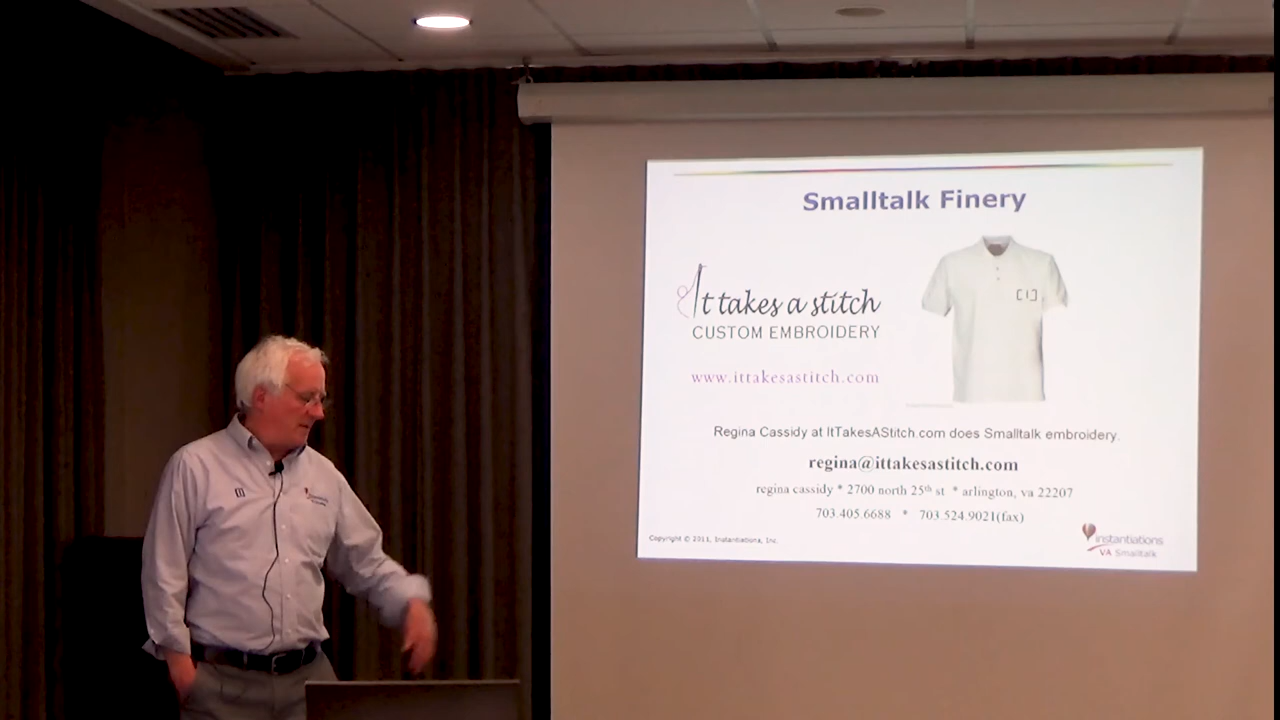 Smalltalk Finery
It takes a stitch
CUSTOM EMBROIDERY
[|]
www.ittakesastitch.com
Regina Cassidy at ItTakesAStitch.com does Smalltalk embroidery.
regina@ittakesastitch.com
regina cassidy * 2700 north 25th st * arlington, va 22207
703.405.6688 * 703.524.9021(fax)
Copyright © 2011, Instantiations, Inc.
instantiations
VA Smalltalk
[|]